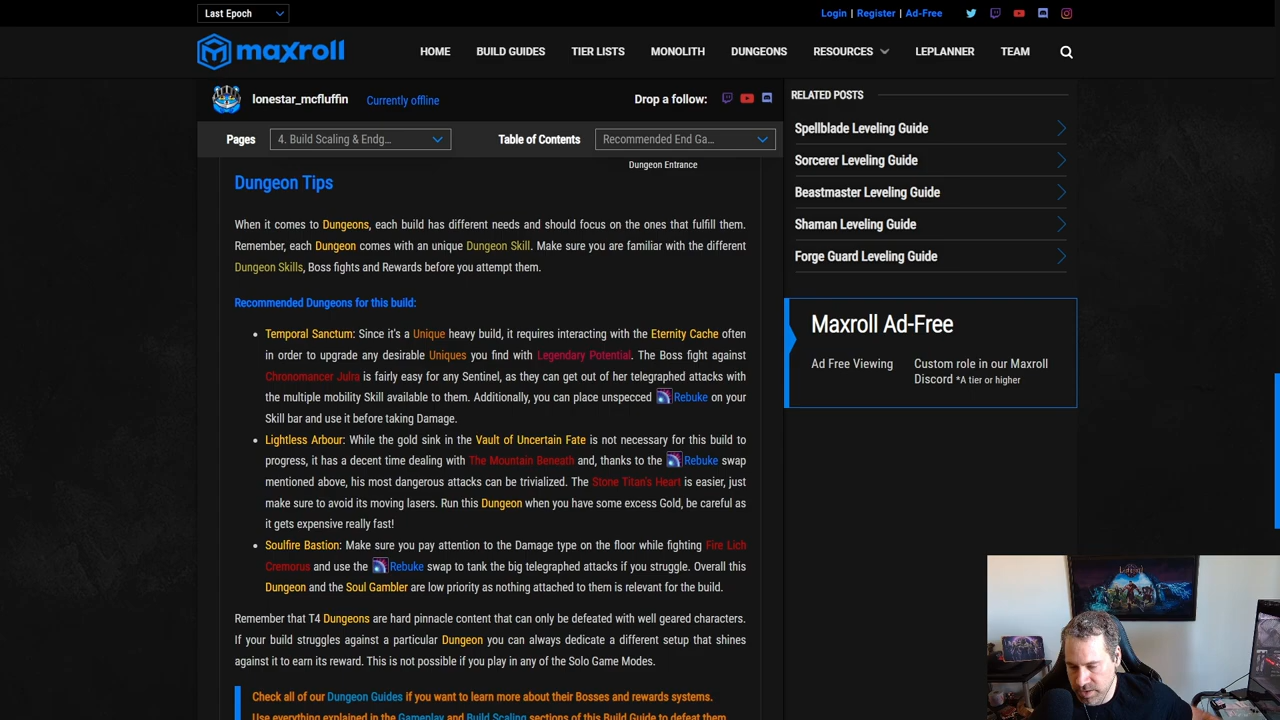 Last Epoch
Login | Register | Ad-Free
maxroll
HOME BUILD GUIDES TIER LISTS MONOLITH DUNGEONS RESOURCES LEPLANNER TEAM
lonestar_mcfluffin Currently offline Drop a follow:
Pages 4. Build Scaling & Endg... Table of Contents Recommended End Ga...
Dungeon Entrance
Dungeon Tips
When it comes to Dungeons, each build has different needs and should focus on the ones that fulfill them.
Remember, each Dungeon comes with an unique Dungeon Skill. Make sure you are familiar with the different
Dungeon Skills, Boss fights and Rewards before you attempt them.
Recommended Dungeons for this build:
• Temporal Sanctum: Since it's a Unique heavy build, it requires interacting with the Eternity Cache often
in order to upgrade any desirable Uniques you find with Legendary Potential. The Boss fight against
Chronomancer Julra is fairly easy for any Sentinel, as they can get out of her telegraphed attacks with
the multiple mobility Skill available to them. Additionally, you can place unspecced Rebuke on your
Skill bar and use it before taking Damage.
• Lightless Arbour: While the gold sink in the Vault of Uncertain Fate is not necessary for this build to
progress, it has a decent time dealing with The Mountain Beneath and, thanks to the Rebuke swap
mentioned above, his most dangerous attacks can be trivialized. The Stone Titan's Heart is easier, just
make sure to avoid its moving lasers. Run this Dungeon when you have some excess Gold, be careful as
it gets expensive really fast!
• Soulfire Bastion: Make sure you pay attention to the Damage type on the floor while fighting Fire Lich
Cremorus and use the Rebuke swap to tank the big telegraphed attacks if you struggle. Overall this
Dungeon and the Soul Gambler are low priority as nothing attached to them is relevant for the build.
Remember that T4 Dungeons are hard pinnacle content that can only be defeated with well geared characters.
If your build struggles against a particular Dungeon you can always dedicate a different setup that shines
against it to earn its reward. This is not possible if you play in any of the Solo Game Modes.
Check all of our Dungeon Guides if you want to learn more about their Bosses and rewards systems.
Use everything explained in the Gameplay and Build Scaling sections of this Build Guide to defeat them
RELATED POSTS
Spellblade Leveling Guide
Sorcerer Leveling Guide
Beastmaster Leveling Guide
Shaman Leveling Guide
Forge Guard Leveling Guide
Maxroll Ad-Free
Ad Free Viewing
Custom role in our Maxroll
Discord *A tier or higher